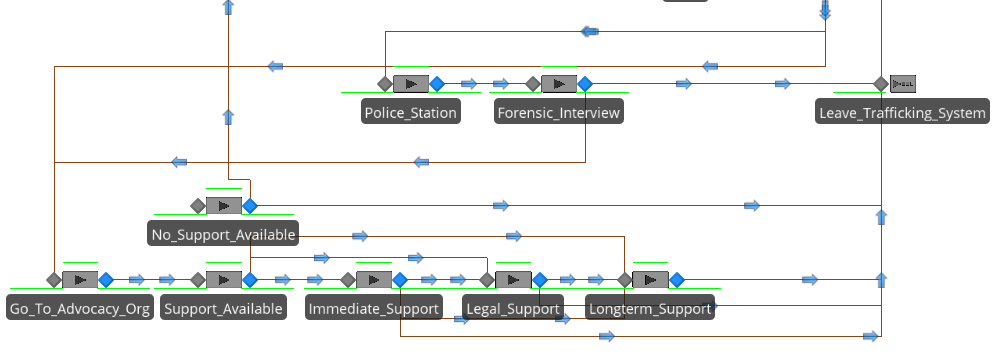 Police_Station
Forensic_Interview
Leave_Trafficking_System
No_Support_Available
Go_To_Advocacy_Org
Support_Available
Immediate_Support
Legal_Support
Longterm_Support